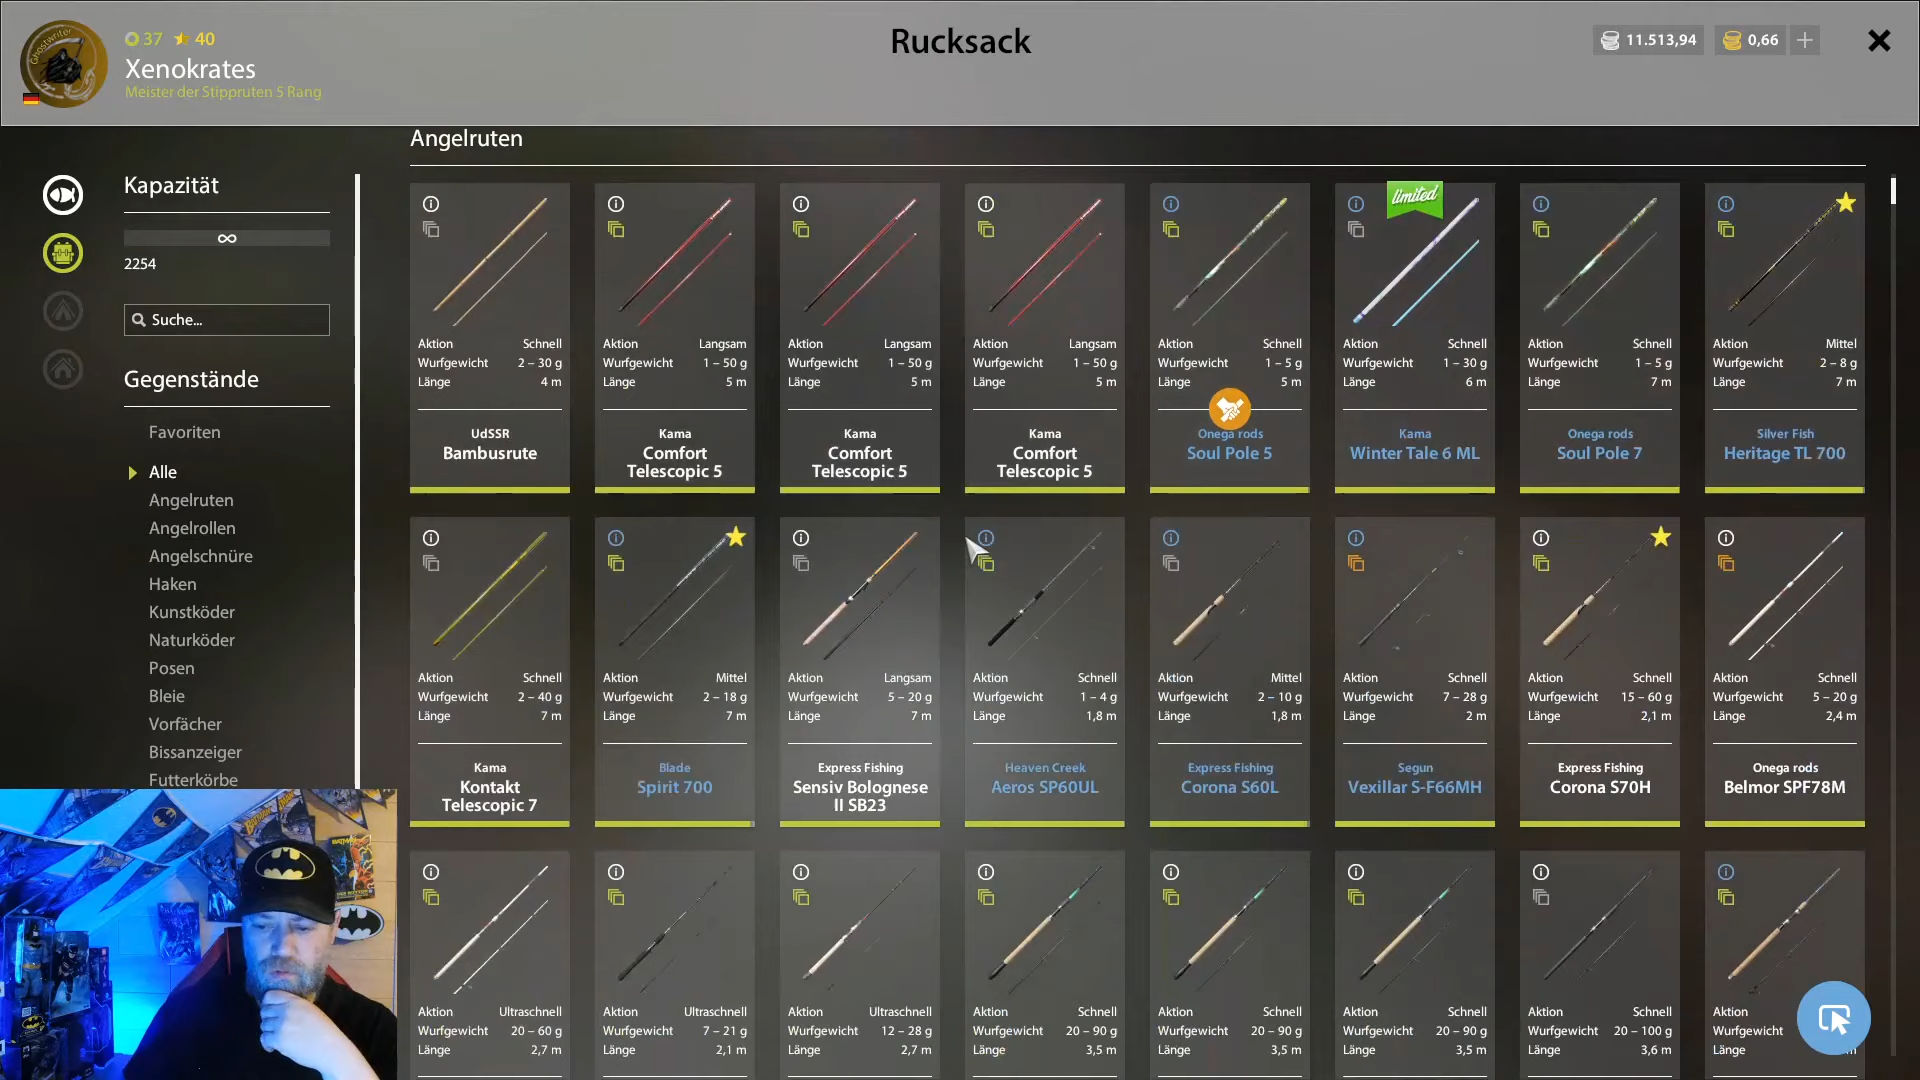 Ghostwriter
37 40
Xenokrates
Meister der Stippruten 5 Rang
Rucksack
11.513,94
0,66
Kapazität
∞
2254
Suche...
Gegenstände
Favoriten
Alle
Angelruten
Angelrollen
Angelschnüre
Haken
Kunstköder
Naturköder
Posen
Bleie
Vorfächer
Bissanzeiger
Futterkörbe
Angelruten
Aktion Schnell
Wurfgewicht 2 – 30 g
Länge 4 m
UdSSR
Bambusrute
Aktion Langsam
Wurfgewicht 1 – 50 g
Länge 5 m
Kama
Comfort
Telescopic 5
Aktion Langsam
Wurfgewicht 1 – 50 g
Länge 5 m
Kama
Comfort
Telescopic 5
Aktion Langsam
Wurfgewicht 1 – 50 g
Länge 5 m
Kama
Comfort
Telescopic 5
Aktion Schnell
Wurfgewicht 1 – 5 g
Länge 5 m
Onega rods
Soul Pole 5
limited
Aktion Schnell
Wurfgewicht 1 – 30 g
Länge 6 m
Kama
Winter Tale 6 ML
Aktion Schnell
Wurfgewicht 1 – 5 g
Länge 7 m
Onega rods
Soul Pole 7
Aktion Mittel
Wurfgewicht 2 – 8 g
Länge 7 m
Silver Fish
Heritage TL 700
Aktion Schnell
Wurfgewicht 2 – 40 g
Länge 7 m
Kama
Kontakt
Telescopic 7
Aktion Mittel
Wurfgewicht 2 – 18 g
Länge 7 m
Blade
Spirit 700
Aktion Langsam
Wurfgewicht 5 – 20 g
Länge 7 m
Express Fishing
Sensiv Bolognese
II SB23
Aktion Schnell
Wurfgewicht 1 – 4 g
Länge 1,8 m
Heaven Creek
Aeros SP60UL
Aktion Mittel
Wurfgewicht 2 – 10 g
Länge 1,8 m
Express Fishing
Corona S60L
Aktion Schnell
Wurfgewicht 7 – 28 g
Länge 2 m
Segun
Vexillar S-F66MH
Aktion Schnell
Wurfgewicht 15 – 60 g
Länge 2,1 m
Express Fishing
Corona S70H
Aktion Schnell
Wurfgewicht 5 – 20 g
Länge 2,4 m
Onega rods
Belmor SPF78M
Aktion Ultraschnell
Wurfgewicht 20 – 60 g
Länge 2,7 m
Aktion Ultraschnell
Wurfgewicht 7 – 21 g
Länge 2,1 m
Aktion Ultraschnell
Wurfgewicht 12 – 28 g
Länge 2,7 m
Aktion Schnell
Wurfgewicht 20 – 90 g
Länge 3,5 m
Aktion Schnell
Wurfgewicht 20 – 90 g
Länge 3,5 m
Aktion Schnell
Wurfgewicht 20 – 90 g
Länge 3,5 m
Aktion Schnell
Wurfgewicht 20 – 100 g
Länge 3,6 m
Aktion
Wurfgewicht
Länge